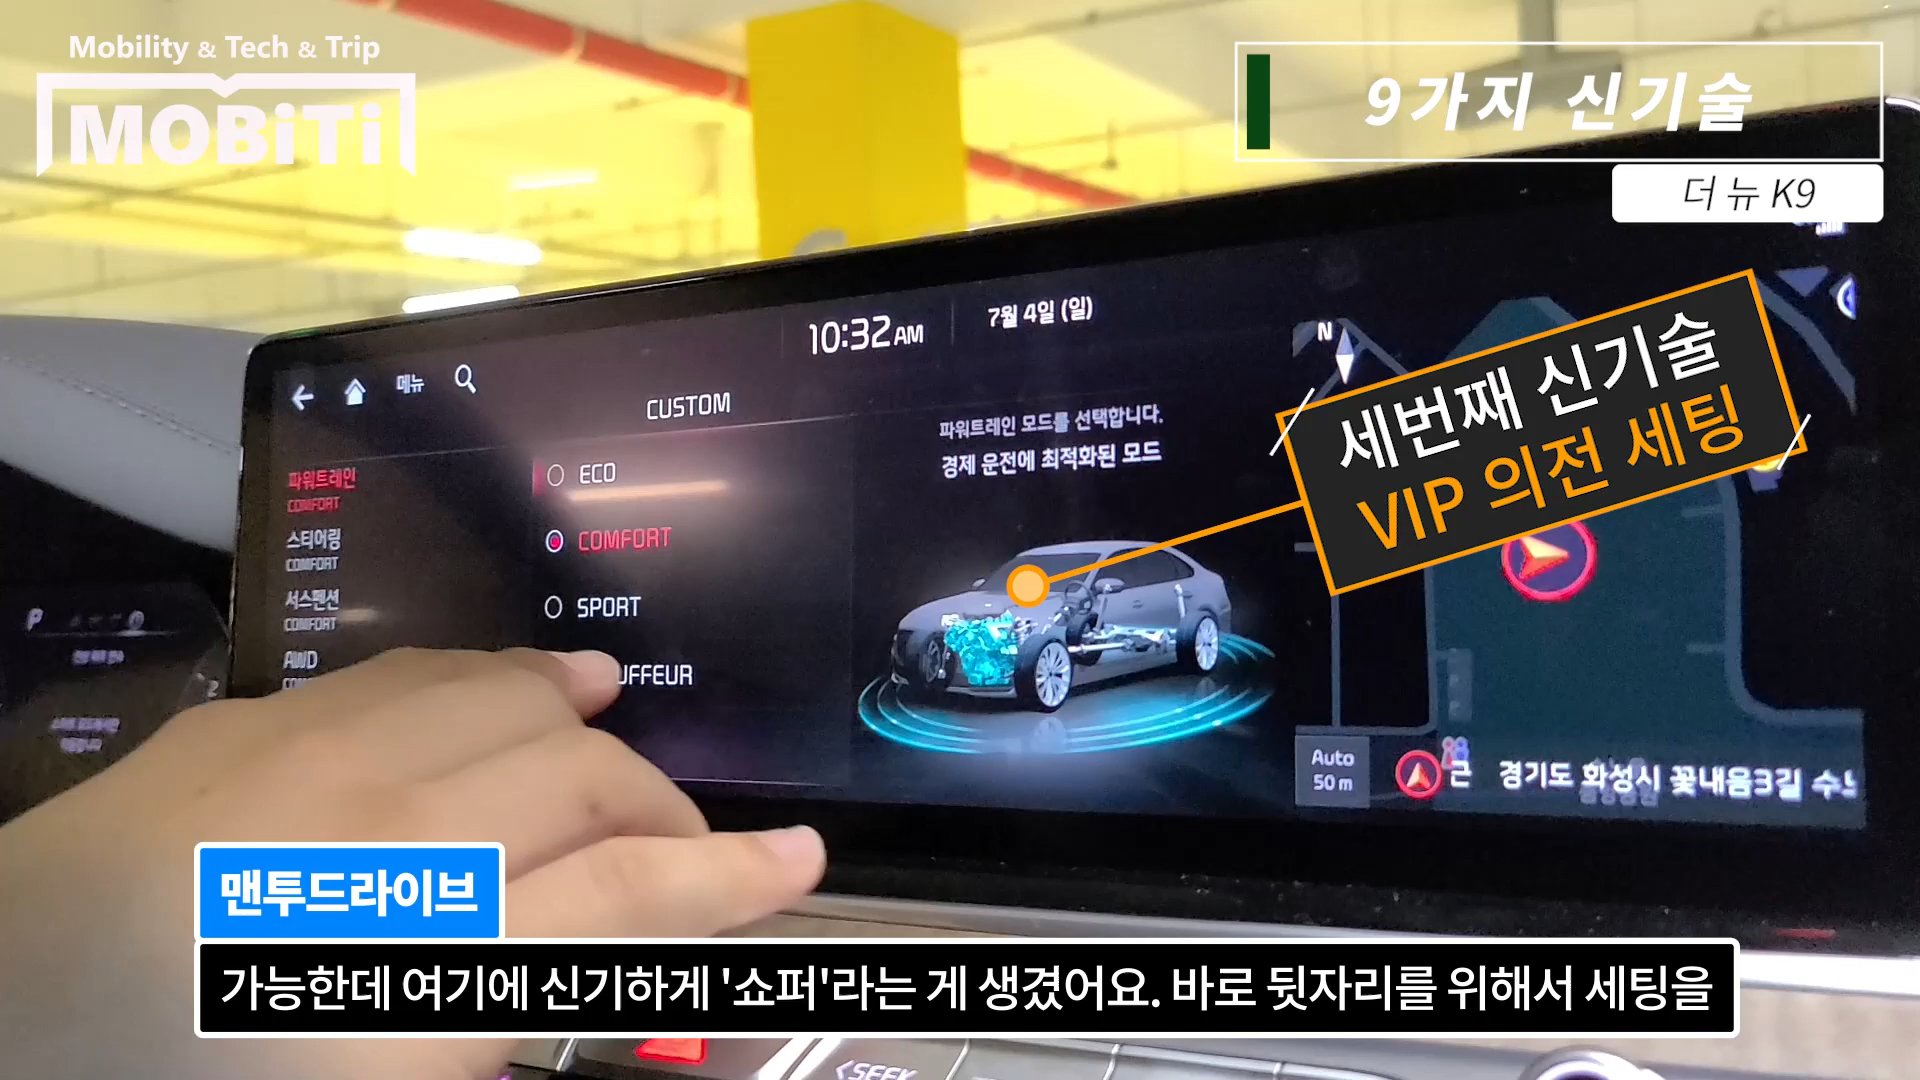 Mobility & Tech & Trip
MOBiTi
9가지 신기술
더 뉴 K9
10:32 AM
7월 4일 (일)
메뉴
CUSTOM
파워트레인
COMFORT
스티어링
COMFORT
서스펜션
COMFORT
AWD
ECO
COMFORT
SPORT
UFFEUR
파워트레인 모드를 선택합니다.
경제 운전에 최적화된 모드
N
세번째 신기술
VIP 의전 세팅
Auto
50 m
근
경기도 화성시 꽃내음3길 수
P
맨투드라이브
가능한데 여기에 신기하게 '쇼퍼'라는 게 생겼어요. 바로 뒷자리를 위해서 세팅을
<SEEK